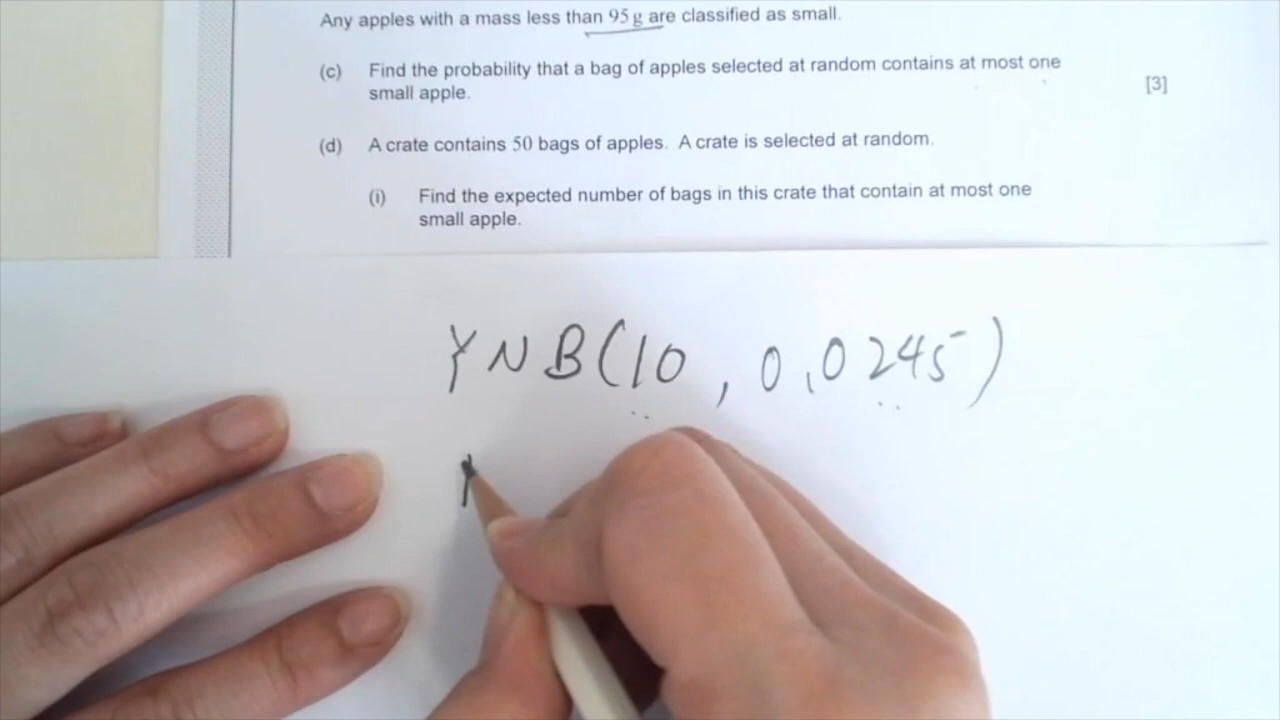 Any apples with a mass less than 95 g are classified as small.
(c) Find the probability that a bag of apples selected at random contains at most one
small apple. [3]
(d) A crate contains 50 bags of apples. A crate is selected at random.
(i) Find the expected number of bags in this crate that contain at most one
small apple.
Y~B(10, 0.0245)